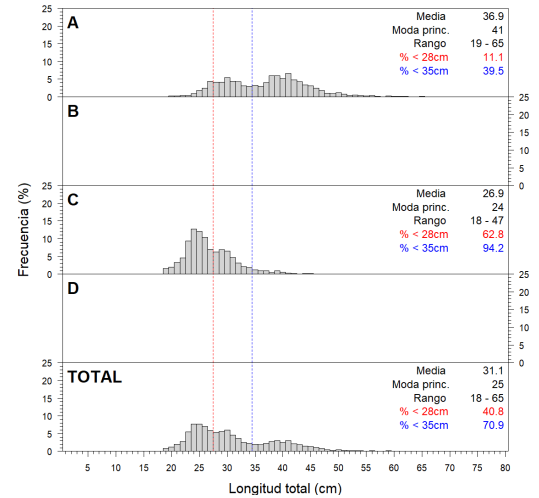 25
20
15
10
5
0
A
Media 36.9
Moda princ. 41
Rango 19 - 65
% < 28cm 11.1
% < 35cm 39.5
B
25
20
15
10
5
0
25
20
15
10
5
0
C
Media 26.9
Moda princ. 24
Rango 18 - 47
% < 28cm 62.8
% < 35cm 94.2
D
25
20
15
10
5
0
25
20
15
10
5
0
TOTAL
Media 31.1
Moda princ. 25
Rango 18 - 65
% < 28cm 40.8
% < 35cm 70.9
Frecuencia (%)
5 10 15 20 25 30 35 40 45 50 55 60 65 70 75 80
Longitud total (cm)